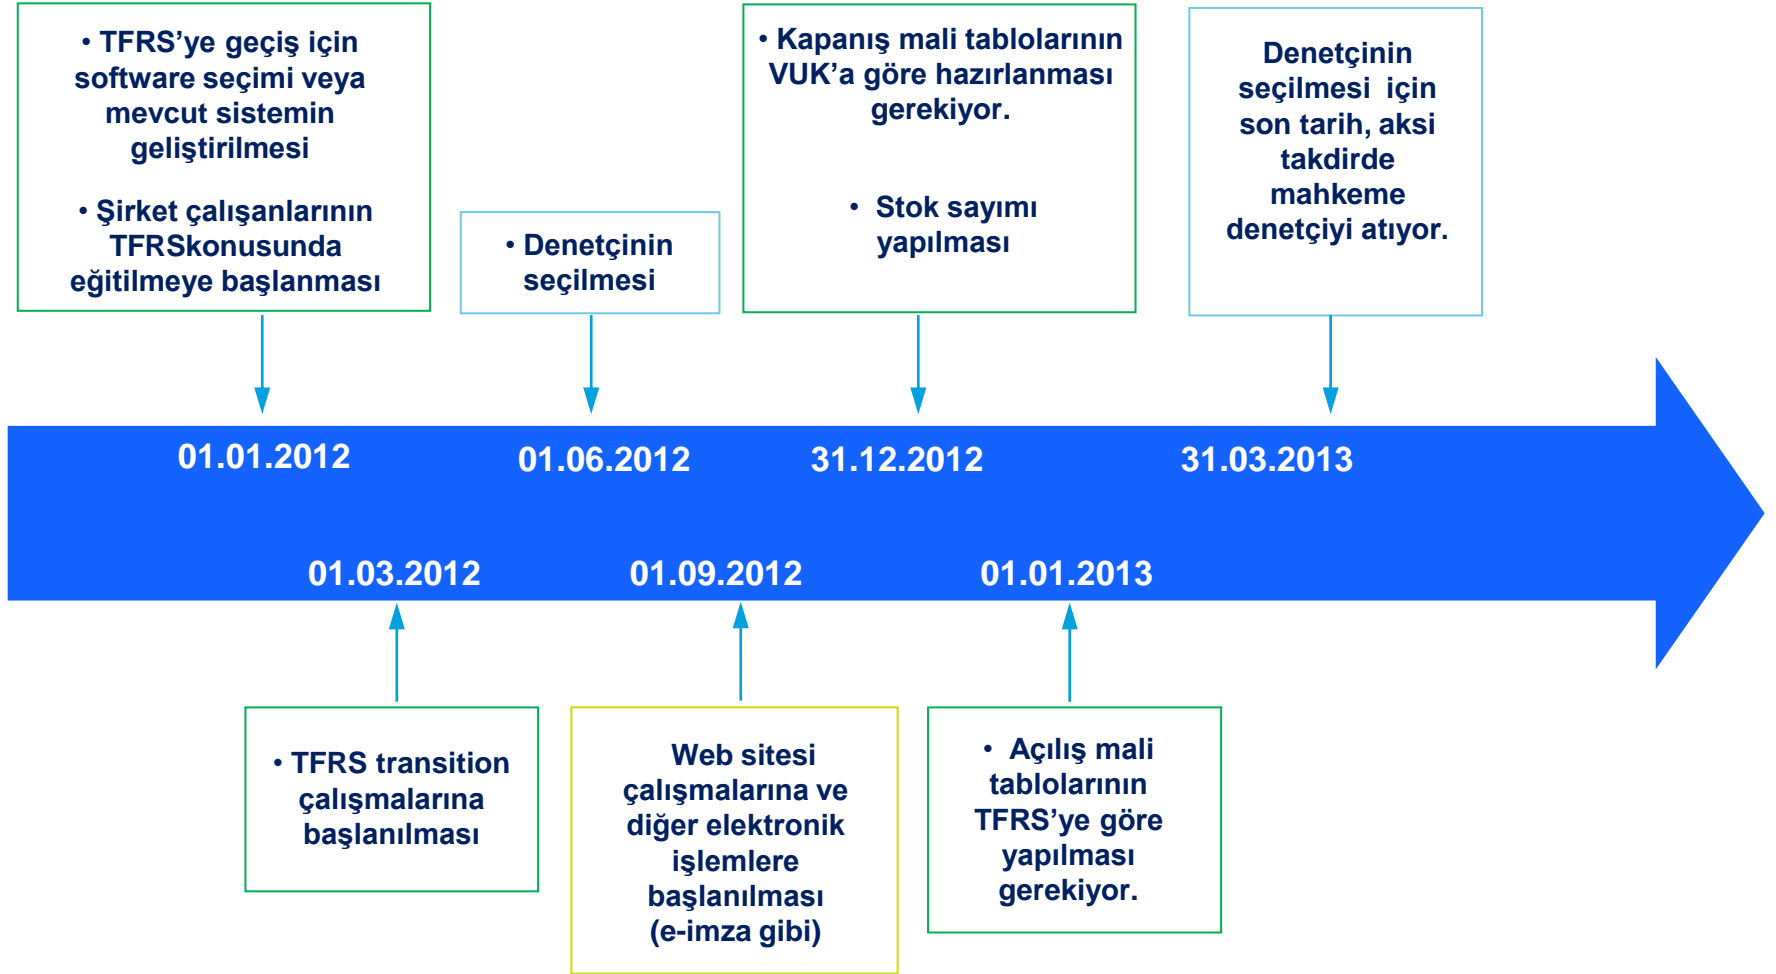 • TFRS’ye geçiş için
software seçimi veya
mevcut sistemin
geliştirilmesi
• Şirket çalışanlarının
TFRSkonusunda
eğitilmeye başlanması
• Denetçinin
seçilmesi
• Kapanış mali tablolarının
VUK’a göre hazırlanması
gerekiyor.
• Stok sayımı
yapılması
Denetçinin
seçilmesi için
son tarih, aksi
takdirde
mahkeme
denetçiyi atıyor.
01.01.2012
01.06.2012
31.12.2012
31.03.2013
01.03.2012
01.09.2012
01.01.2013
• TFRS transition
çalışmalarına
başlanılması
Web sitesi
çalışmalarına ve
diğer elektronik
işlemlere
başlanılması
(e-imza gibi)
• Açılış mali
tablolarının
TFRS’ye göre
yapılması
gerekiyor.